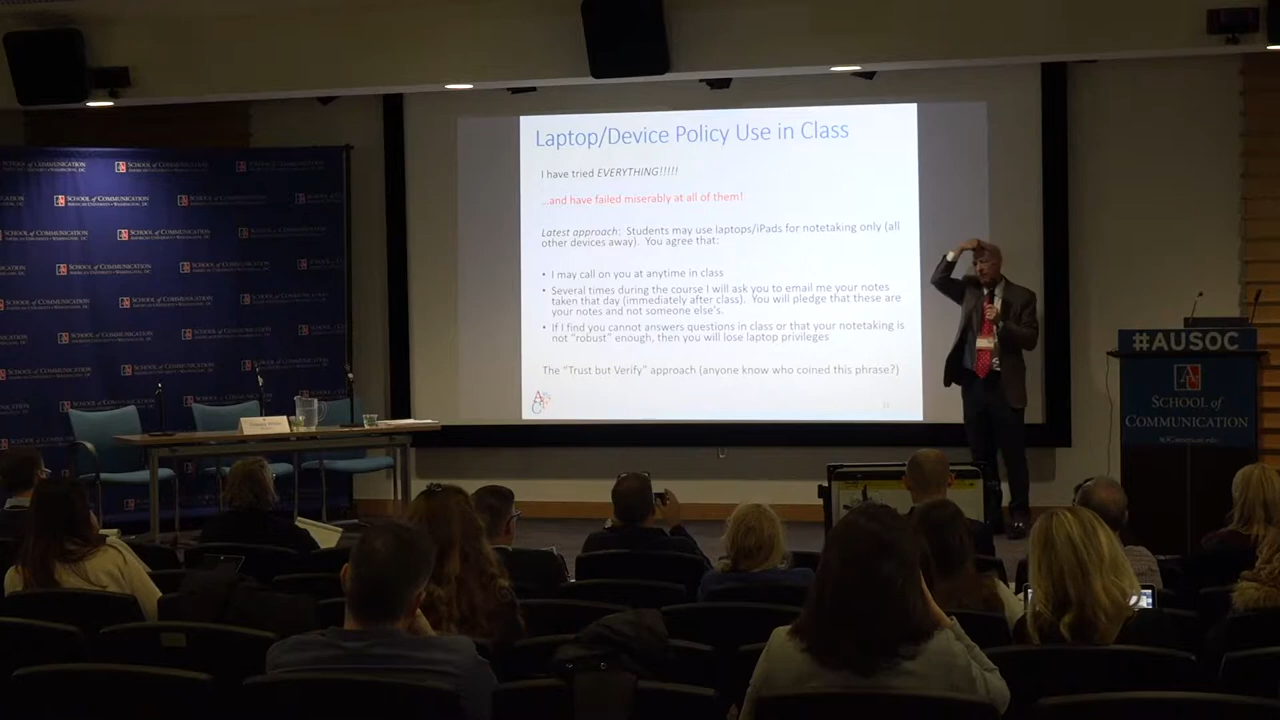 Laptop/Device Policy Use in Class
I have tried EVERYTHING!!!!!
...and have failed miserably at all of them!
Latest approach: Students may use laptops/iPads for notetaking only (all
other devices away). You agree that:
• I may call on you at anytime in class
• Several times during the course I will ask you to email me your notes
taken that day (immediately after class). You will pledge that these are
your notes and not someone else's.
• If I find you cannot answers questions in class or that your notetaking is
not "robust" enough, then you will lose laptop privileges
The "Trust but Verify" approach (anyone know who coined this phrase?)
SCHOOL of COMMUNICATION
AMERICAN UNIVERSITY • WASHINGTON, DC
#AUSOC
SCHOOL of
COMMUNICATION